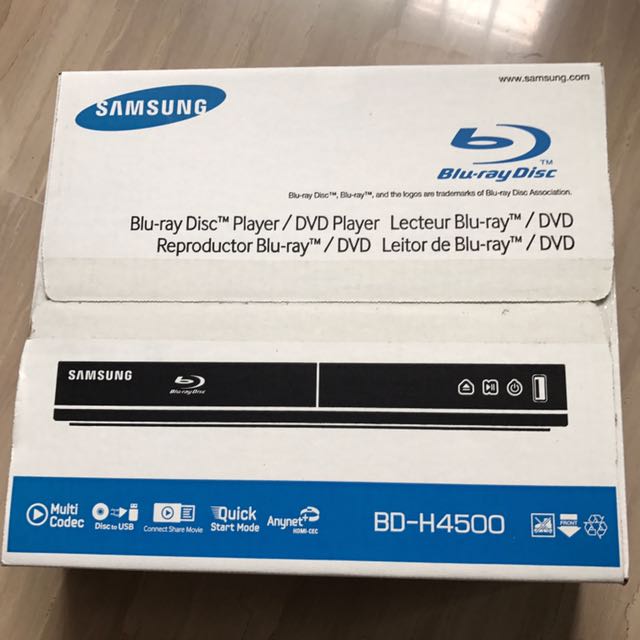 SAMSUNG
www.samsung.com
Blu-ray Disc™
Blu-ray Disc™, Blu-ray™, and the logos are trademarks of Blu-ray Disc Association.
Blu-ray Disc™ Player / DVD Player Lecteur Blu-ray™ / DVD
Reproductor Blu-ray™ / DVD Leitor de Blu-ray™ / DVD
SAMSUNG
Blu-ray Disc
Multi
Codec
Disc to USB
Connect Share Movie
Quick
Start Mode
Anynet+
HDMI-CEC
BD-H4500
FRONT